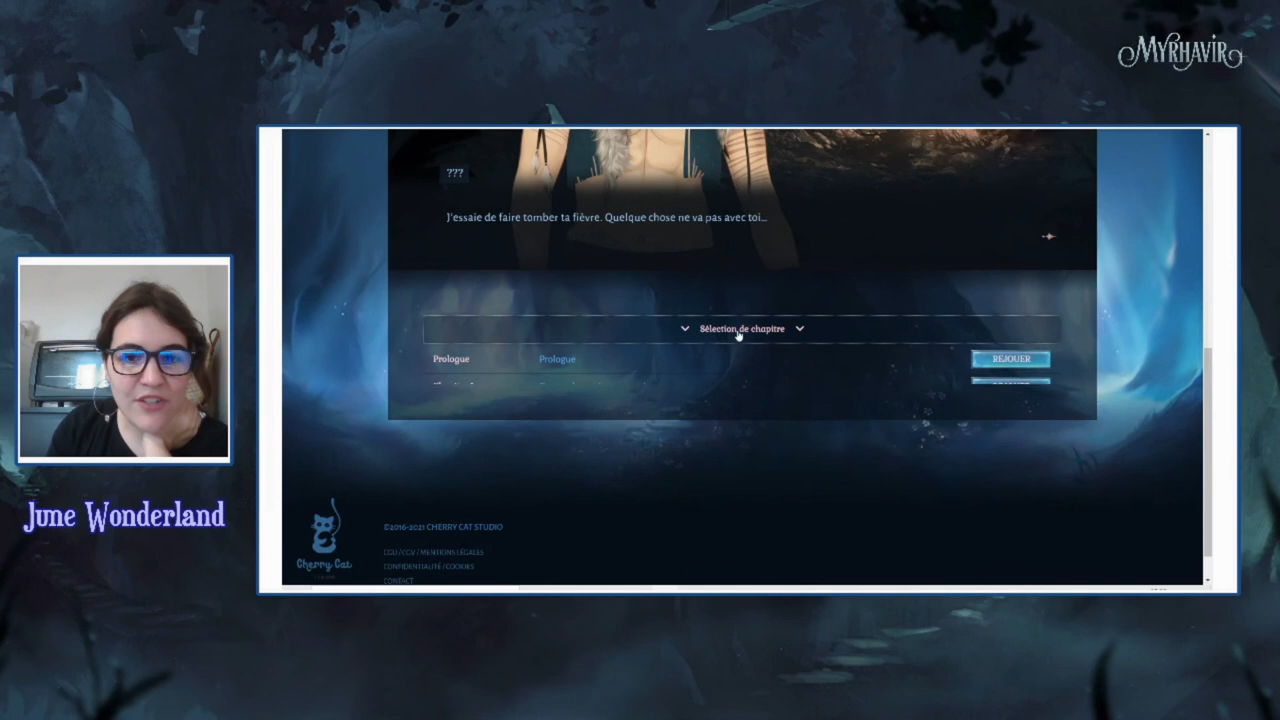 MYRHAVIR
???
J'essaie de faire tomber ta fièvre. Quelque chose ne va pas avec toi...
Sélection de chapitre
Prologue Prologue REJOUER
June Wonderland
©2016-2021 CHERRY CAT STUDIO
CGU / CGV / MENTIONS LÉGALES
Cherry Cat
CONFIDENTIALITÉ / COOKIES
CONTACT